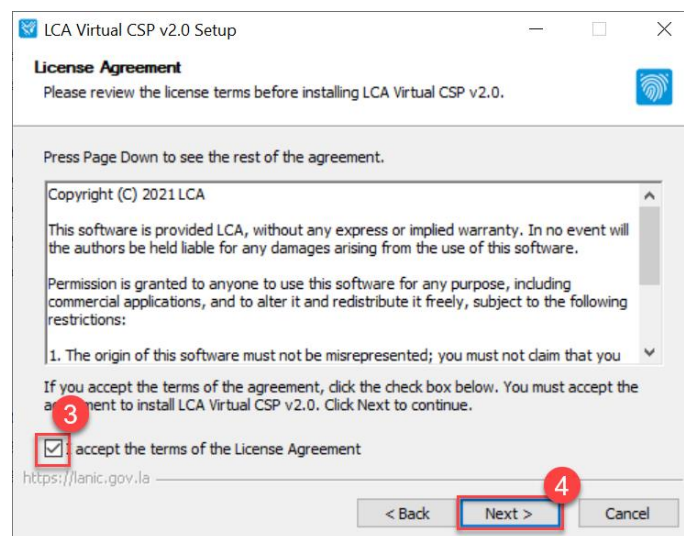 LCA Virtual CSP v2.0 Setup
License Agreement
Please review the license terms before installing LCA Virtual CSP v2.0.
Press Page Down to see the rest of the agreement.
Copyright (C) 2021 LCA
This software is provided LCA, without any express or implied warranty. In no event will
the authors be held liable for any damages arising from the use of this software.
Permission is granted to anyone to use this software for any purpose, including
commercial applications, and to alter it and redistribute it freely, subject to the following
restrictions:
1. The origin of this software must not be misrepresented; you must not claim that you
If you accept the terms of the agreement, click the check box below. You must accept the
agreement to install LCA Virtual CSP v2.0. Click Next to continue.
3
I accept the terms of the License Agreement
https://lanic.gov.la
4
< Back Next > Cancel